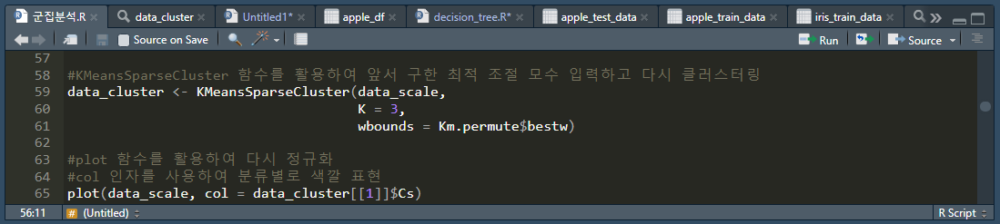 군집분석.R data_cluster Untitled1* apple_df decision_tree.R* apple_test_data apple_train_data iris_train_data
Source on Save Run Source
57
58 #KMeansSparseCluster 함수를 활용하여 앞서 구한 최적 조절 모수 입력하고 다시 클러스터링
59 data_cluster <- KMeansSparseCluster(data_scale,
60 K = 3,
61 wbounds = Km.permute$bestw)
62
63 #plot 함수를 활용하여 다시 정규화
64 #col 인자를 사용하여 분류별로 색깔 표현
65 plot(data_scale, col = data_cluster[[1]]$Cs)
56:11 # (Untitled) R Script